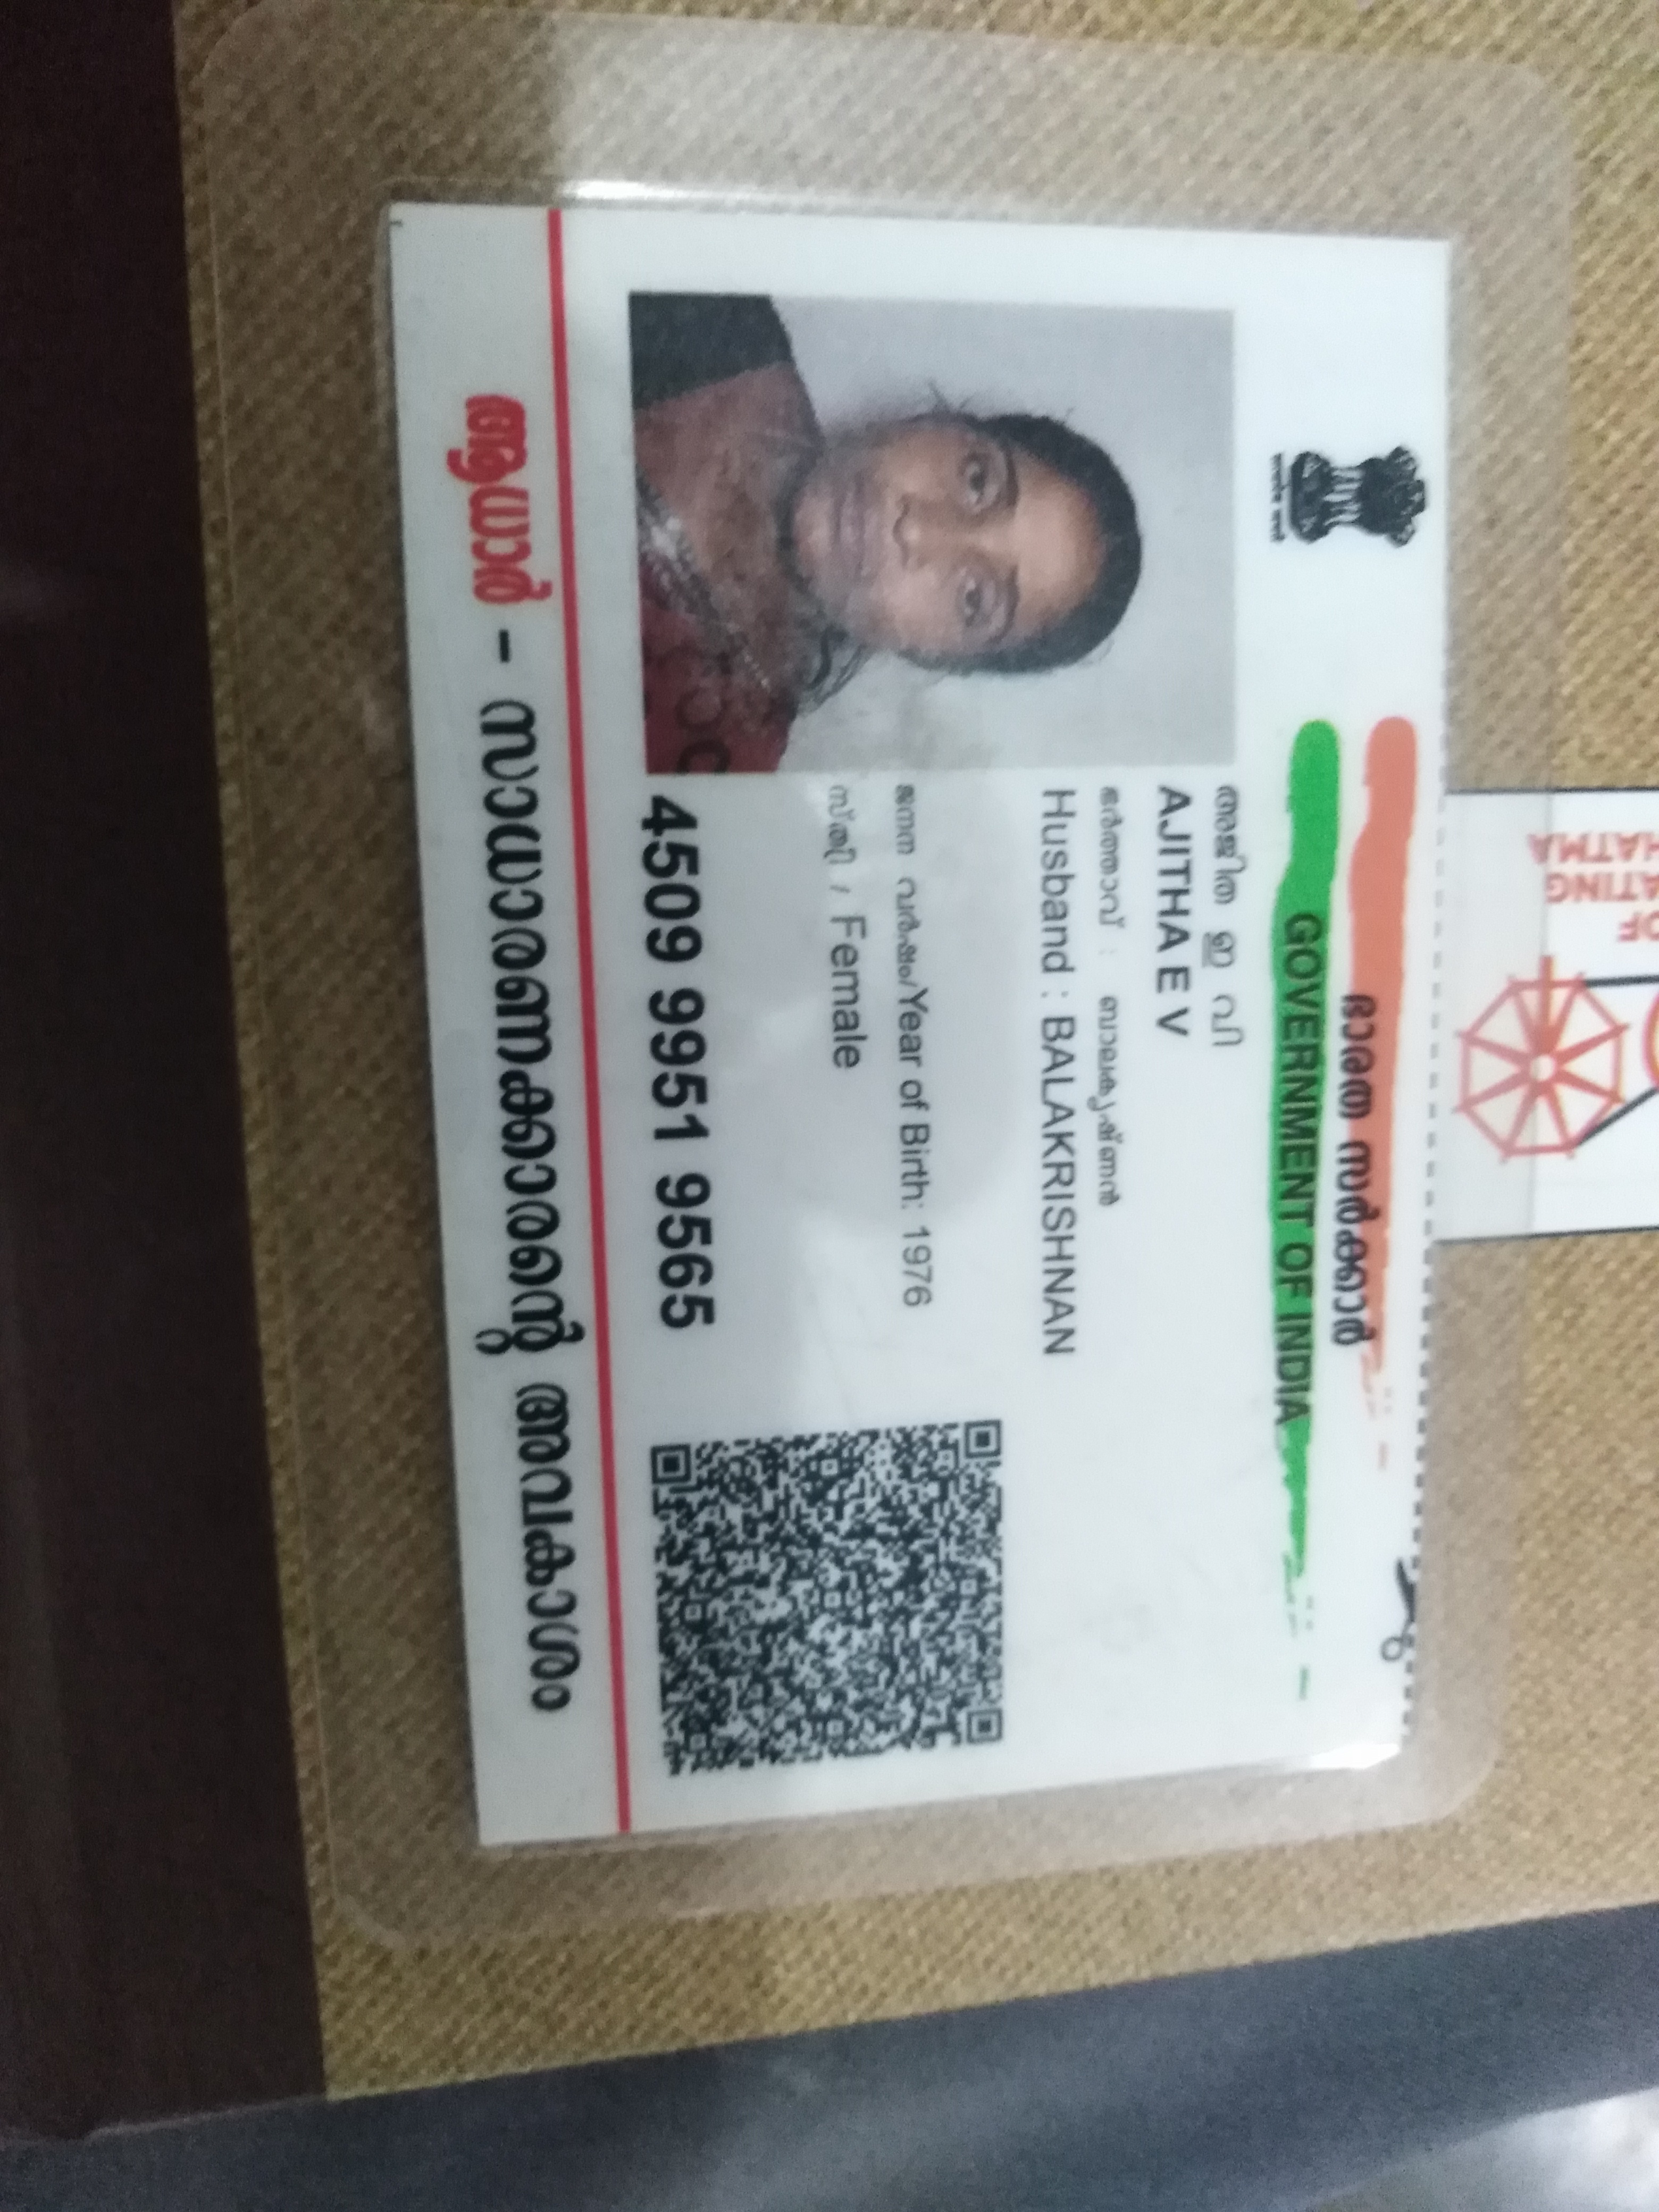 ഭാരത സർക്കാർ
GOVERNMENT OF INDIA
അജിത ഇ വി
AJITHA E V
ഭർത്താവ് : ബാലകൃഷ്ണൻ
Husband : BALAKRISHNAN
ജനന വർഷം/Year of Birth: 1976
സ്ത്രീ / Female
4509 9951 9565
ആധാർ - സാധാരണക്കാരന്റെ അവകാശം
OF
ATING
HATMA